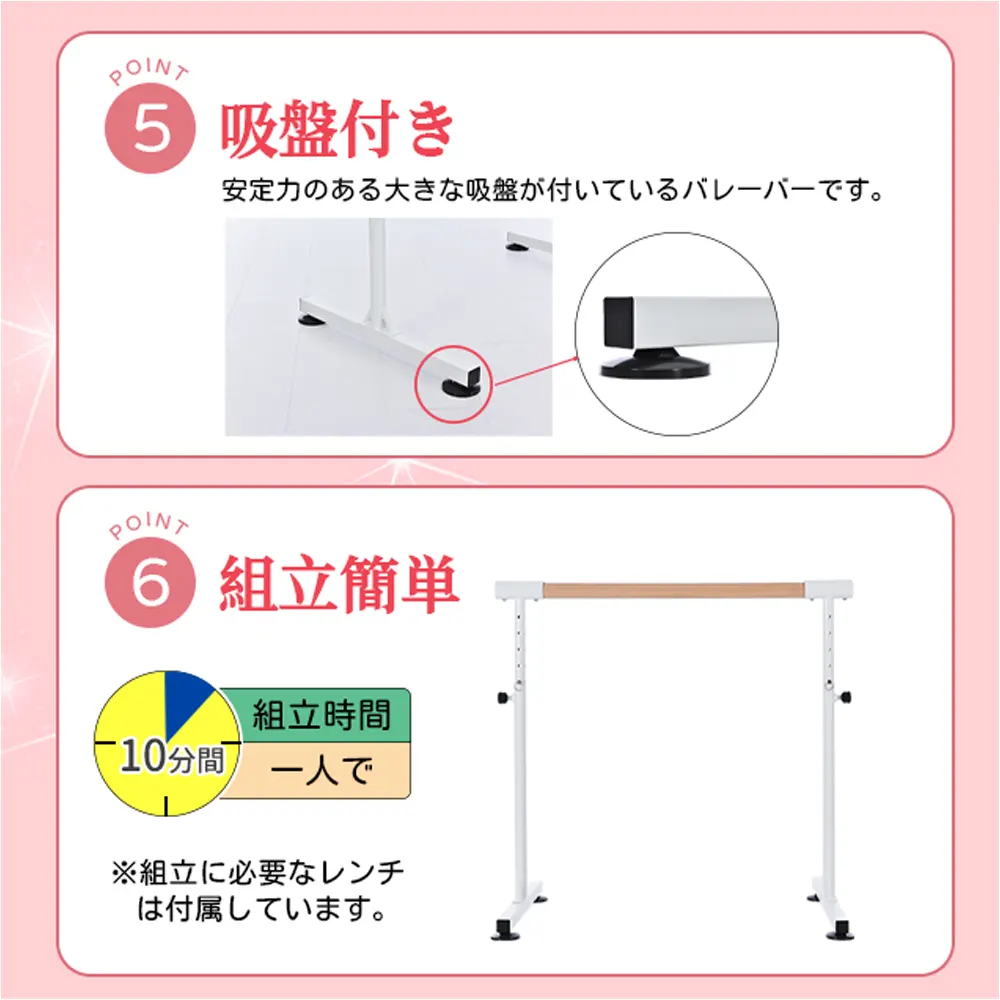 POINT
5
吸盤付き
安定力のある大きな吸盤が付いているバレーバーです。
POINT
6
組立簡単
10分間
組立時間
一人で
※組立に必要なレンチ
は付属しています。